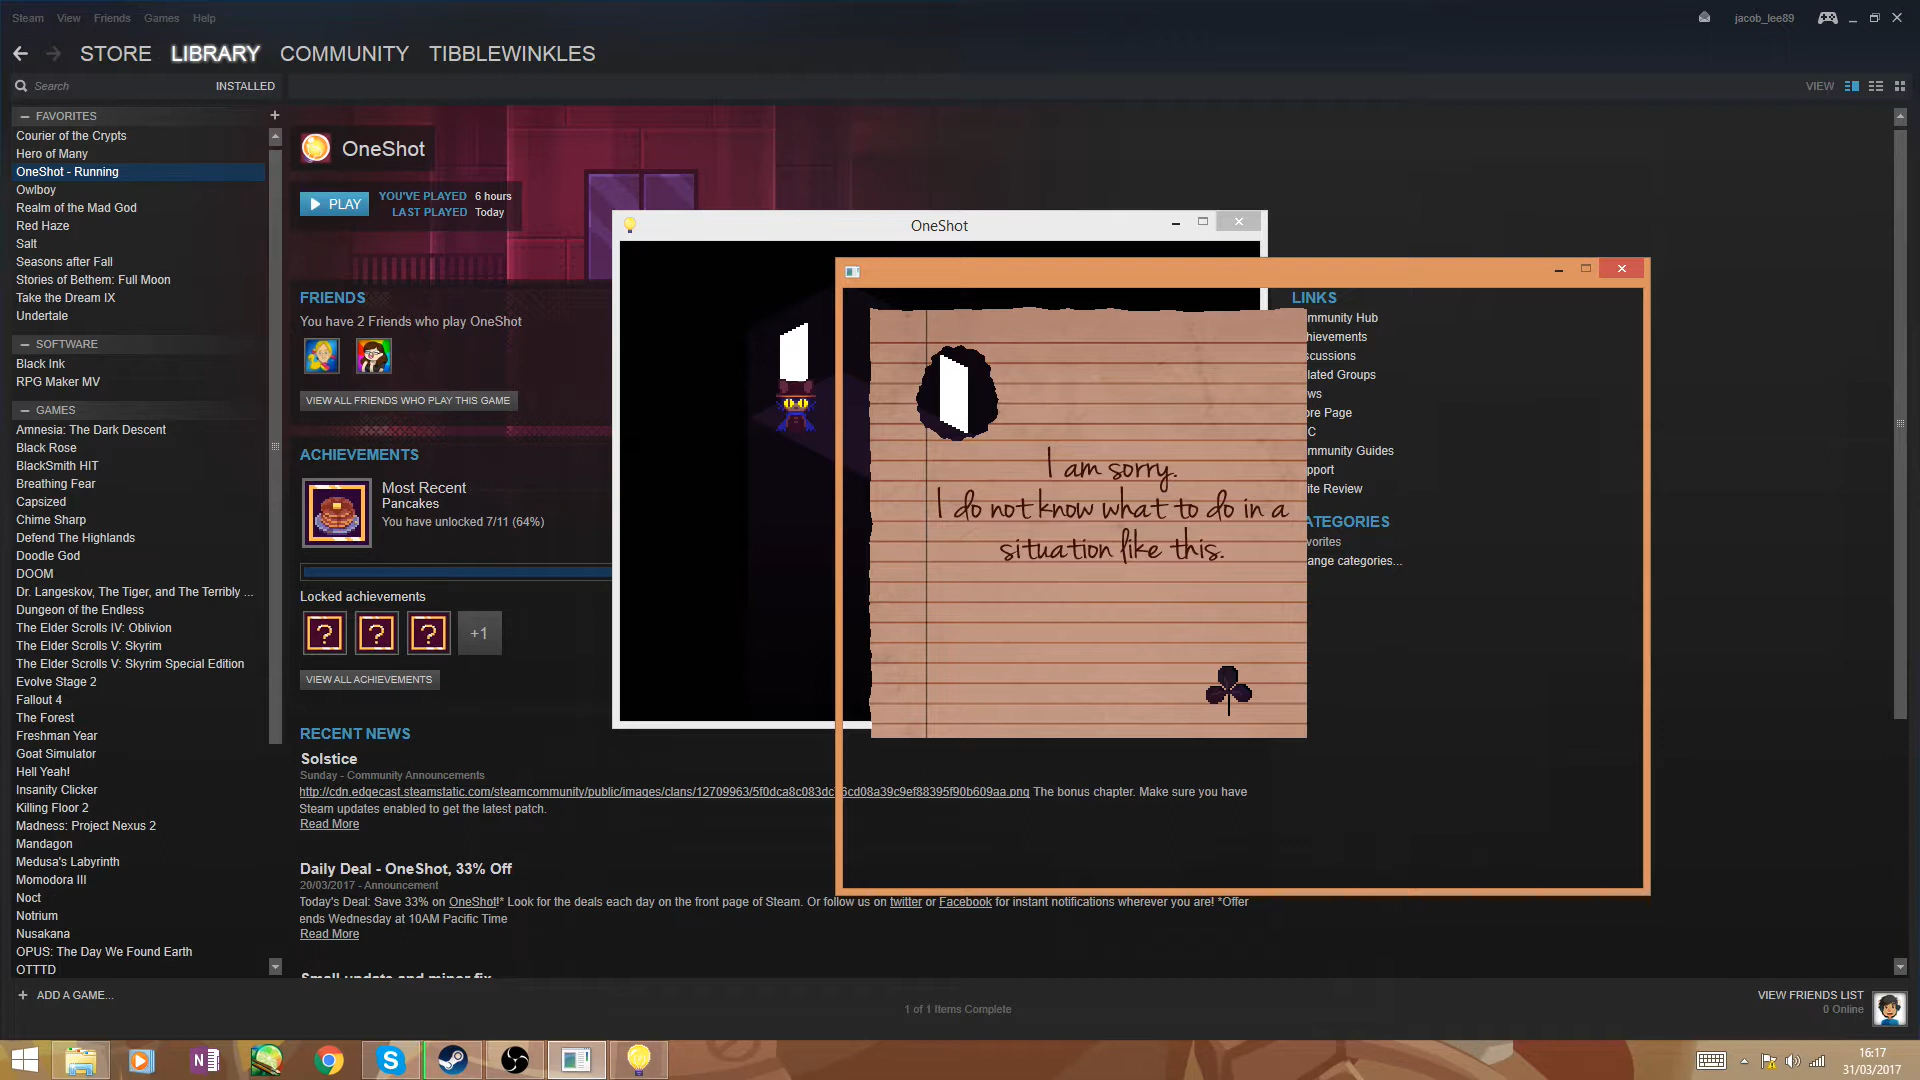 Steam View Friends Games Help
jacob_lee89
STORE LIBRARY COMMUNITY TIBBLEWINKLES
Search INSTALLED
VIEW
— FAVORITES +
Courier of the Crypts
Hero of Many
OneShot - Running
Owlboy
Realm of the Mad God
Red Haze
Salt
Seasons after Fall
Stories of Bethem: Full Moon
Take the Dream IX
Undertale
— SOFTWARE
Black Ink
RPG Maker MV
— GAMES
Amnesia: The Dark Descent
Black Rose
BlackSmith HIT
Breathing Fear
Capsized
Chime Sharp
Defend The Highlands
Doodle God
DOOM
Dr. Langeskov, The Tiger, and The Terribly ...
Dungeon of the Endless
The Elder Scrolls IV: Oblivion
The Elder Scrolls V: Skyrim
The Elder Scrolls V: Skyrim Special Edition
Evolve Stage 2
Fallout 4
The Forest
Freshman Year
Goat Simulator
Hell Yeah!
Insanity Clicker
Killing Floor 2
Madness: Project Nexus 2
Mandagon
Medusa's Labyrinth
Momodora III
Noct
Notrium
Nusakana
OPUS: The Day We Found Earth
OTTTD
+ ADD A GAME...
OneShot
PLAY
YOU'VE PLAYED 6 hours
LAST PLAYED Today
FRIENDS
You have 2 Friends who play OneShot
VIEW ALL FRIENDS WHO PLAY THIS GAME
ACHIEVEMENTS
Most Recent
Pancakes
You have unlocked 7/11 (64%)
Locked achievements
? ? ? +1
VIEW ALL ACHIEVEMENTS
RECENT NEWS
Solstice
Sunday - Community Announcements
The bonus chapter. Make sure you have
Steam updates enabled to get the latest patch.
Read More
Daily Deal - OneShot, 33% Off
20/03/2017 - Announcement
Today's Deal: Save 33% on OneShot!* Look for the deals each day on the front page of Steam. Or follow us on twitter or Facebook for instant notifications wherever you are! *Offer
ends Wednesday at 10AM Pacific Time
Read More
Small update and minor fix
OneShot
I am sorry.
I do not know what to do in a
situation like this.
LINKS
mmunity Hub
hievements
scussions
lated Groups
ws
ore Page
C
mmunity Guides
pport
ite Review
ATEGORIES
vorites
ange categories...
1 of 1 Items Complete
VIEW FRIENDS LIST
0 Online
16:17
31/03/2017